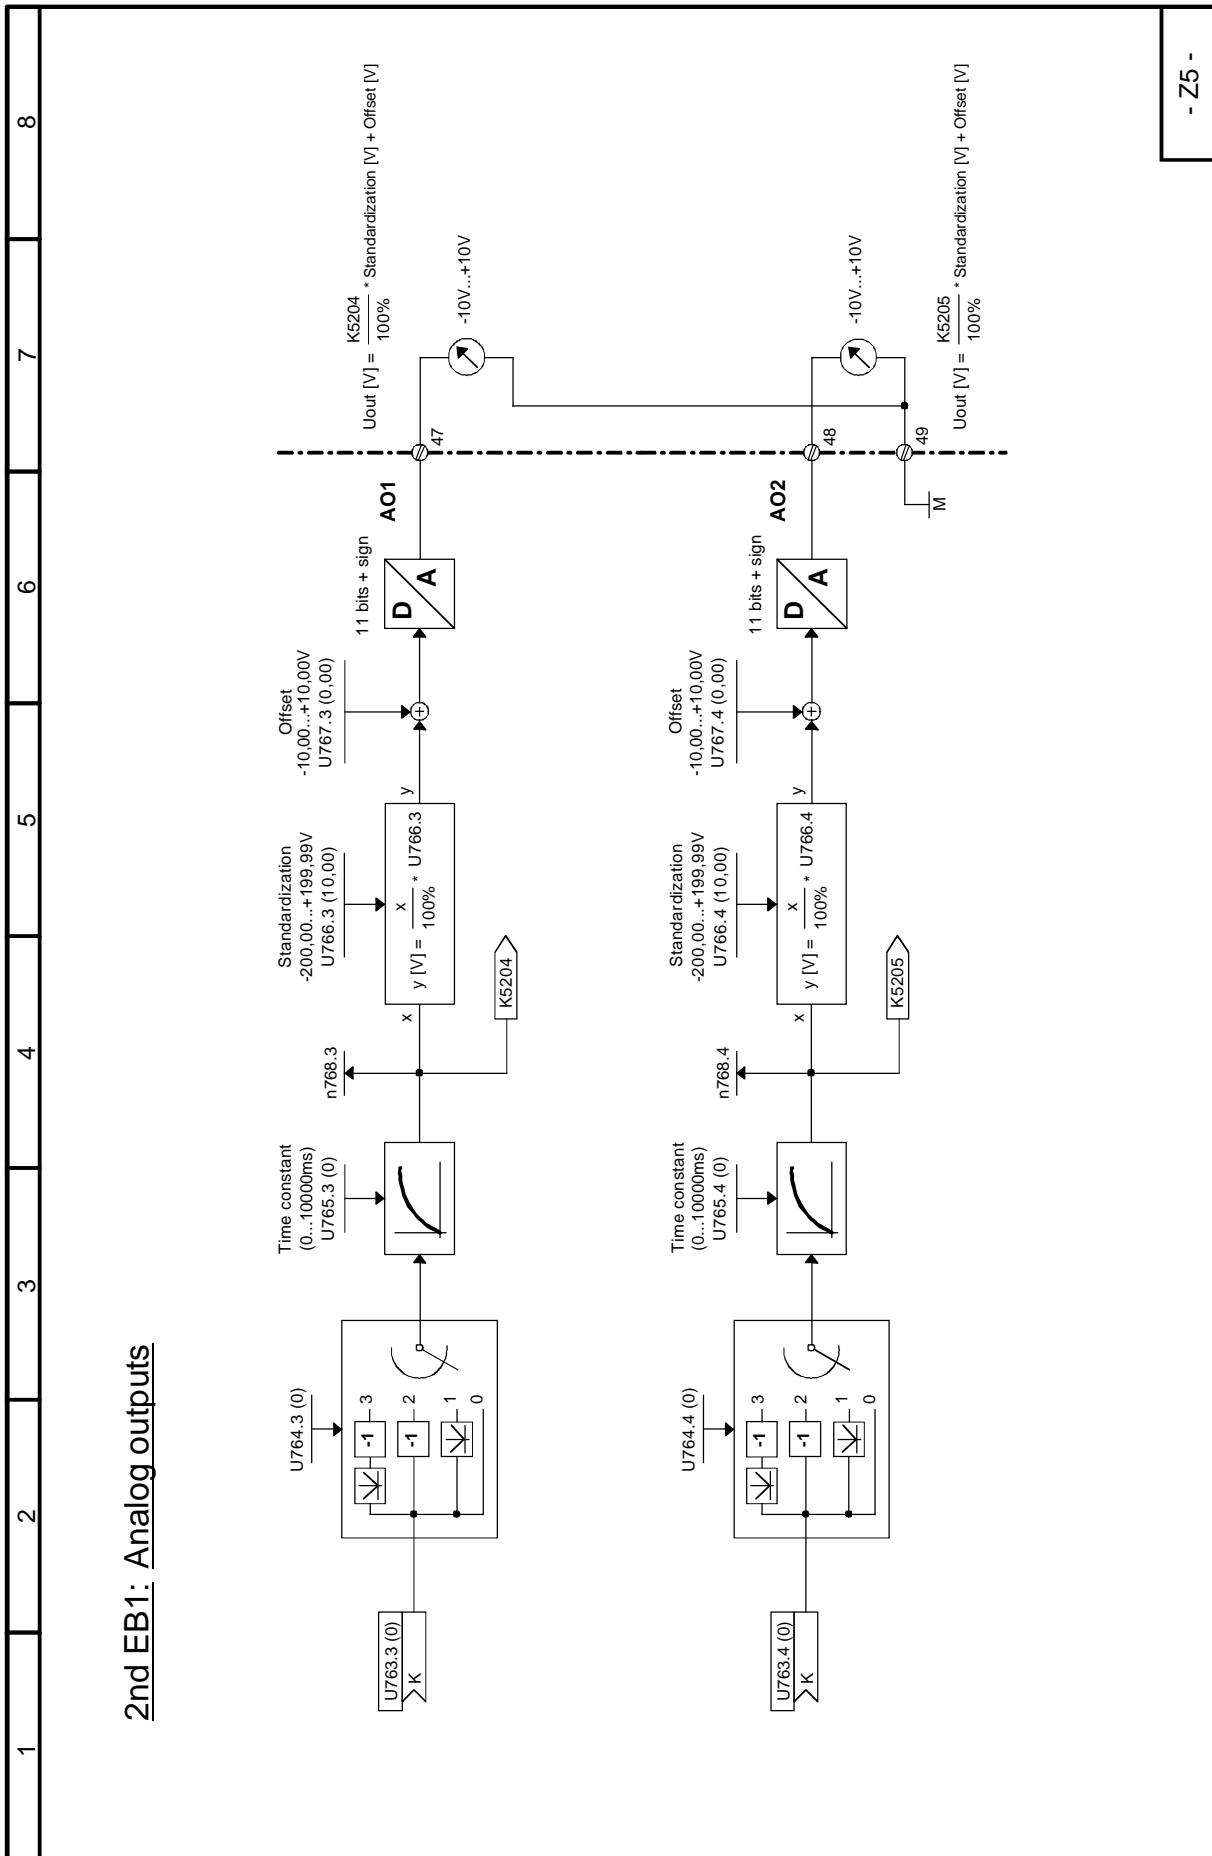 2nd EB1: Analog outputs
U763.3 (0)
K
U764.3 (0)
-1
3
-1
2
1
0
Time constant
(0...10000ms)
U765.3 (0)
n768.3
K5204
Standardization
-200,00...+199,99V
U766.3 (10,00)
x
y [V] = x / 100% * U766.3
y
Offset
-10,00...+10,00V
U767.3 (0,00)
11 bits + sign
D
A
AO1
47
Uout [V] = K5204 / 100% * Standardization [V] + Offset [V]
-10V...+10V
U763.4 (0)
K
U764.4 (0)
-1
3
-1
2
1
0
Time constant
(0...10000ms)
U765.4 (0)
n768.4
K5205
Standardization
-200,00...+199,99V
U766.4 (10,00)
x
y [V] = x / 100% * U766.4
y
Offset
-10,00...+10,00V
U767.4 (0,00)
11 bits + sign
D
A
AO2
48
-10V...+10V
49
M
Uout [V] = K5205 / 100% * Standardization [V] + Offset [V]
1 2 3 4 5 6 7 8
- Z5 -